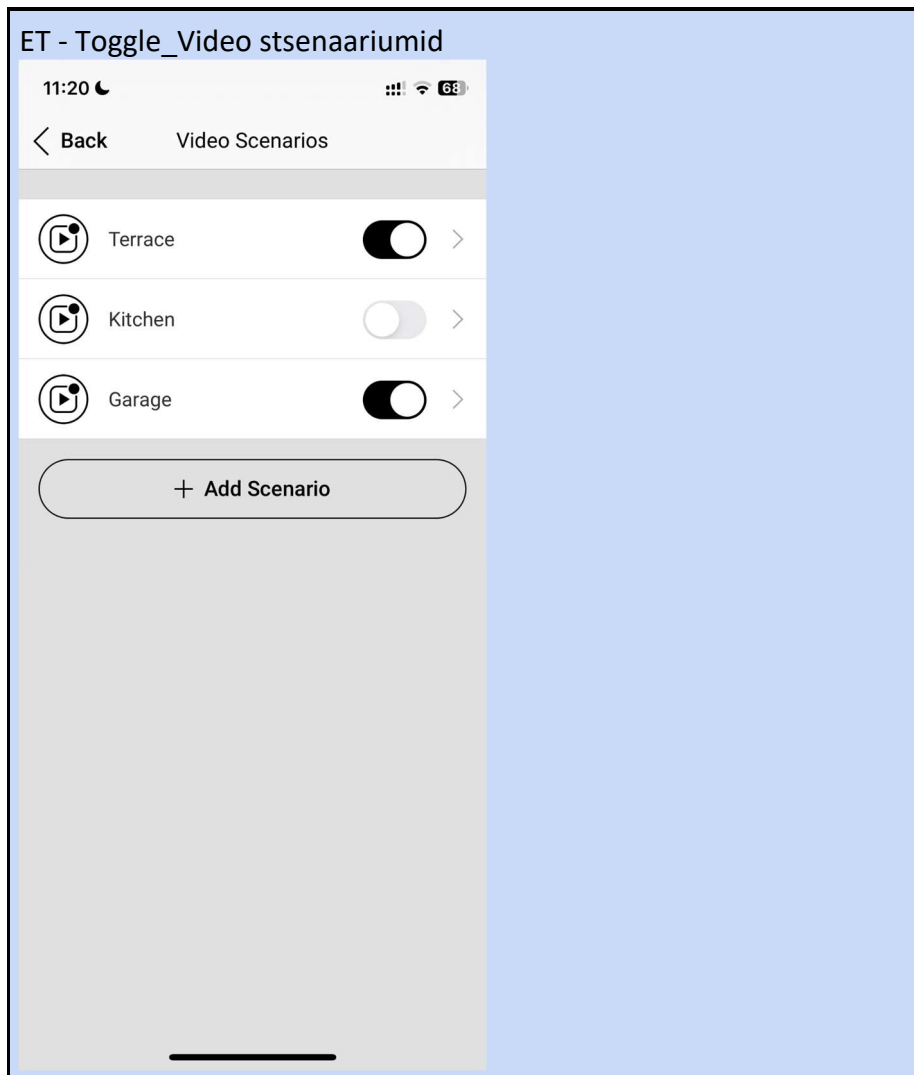 ET - Toggle_Video stsenaariumid
11:20 68
Back Video Scenarios
Terrace
Kitchen
Garage
+ Add Scenario